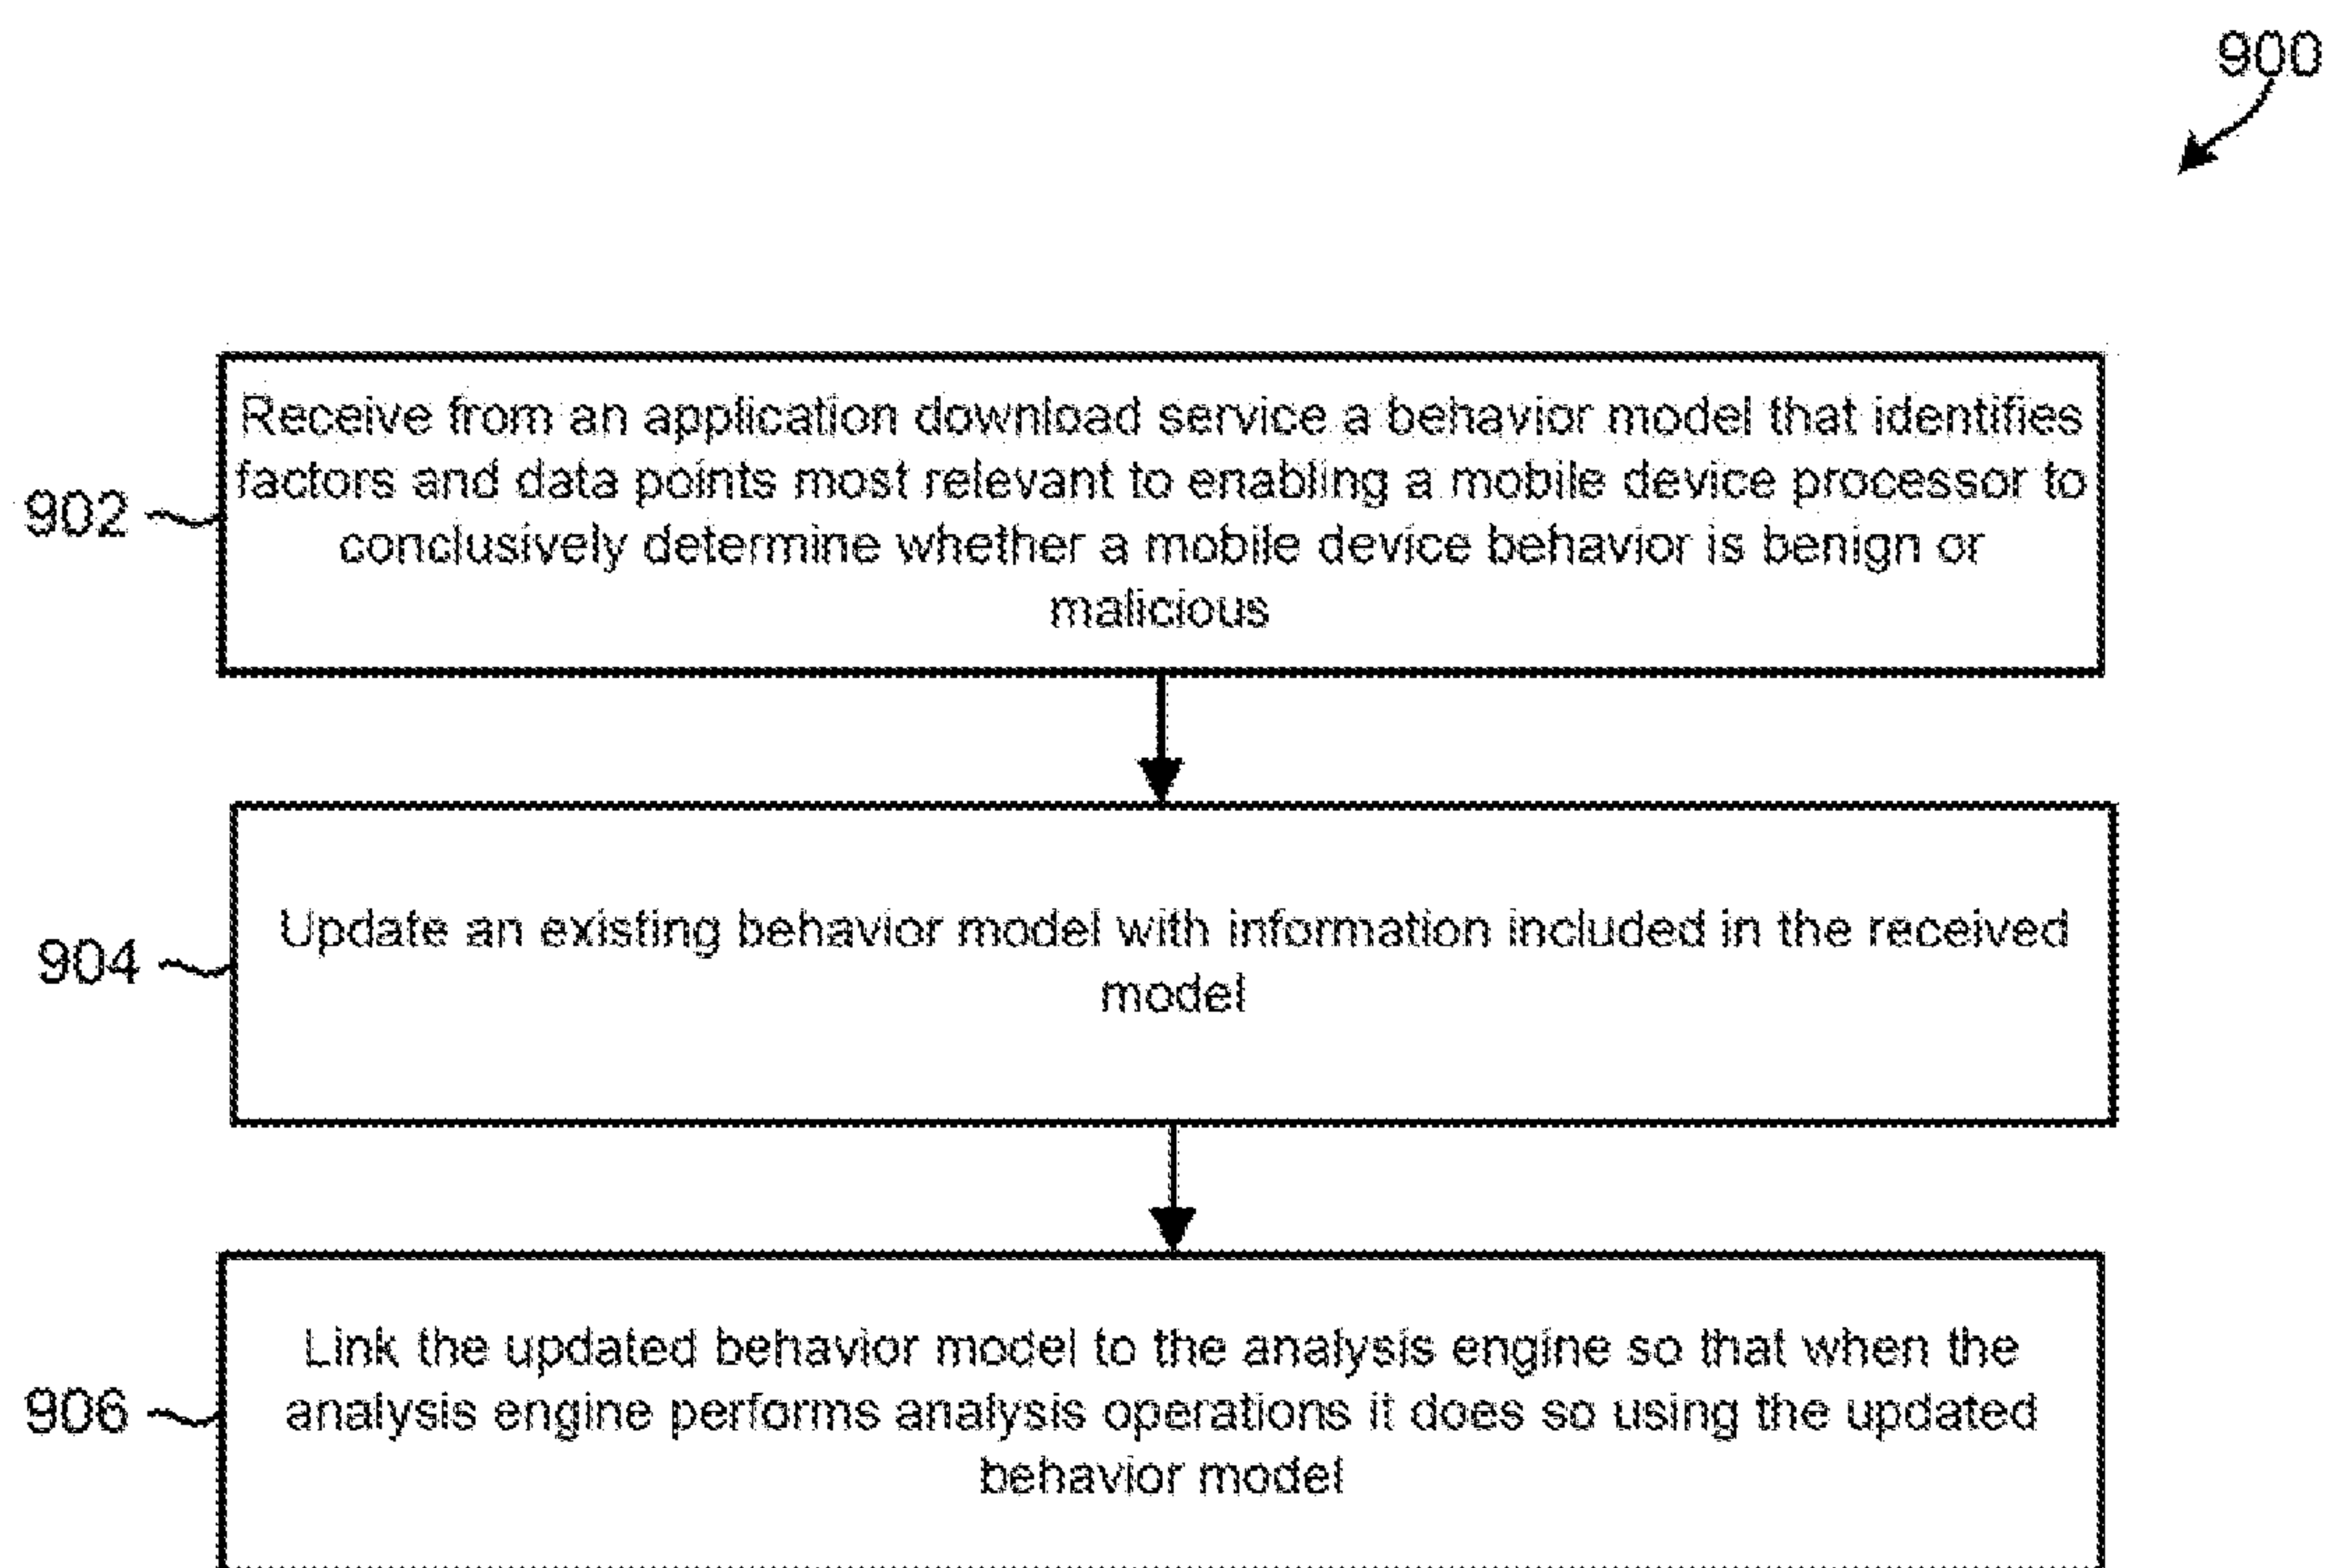 900
Receive from an application download service a behavior model that identifies
factors and data points most relevant to enabling a mobile device processor to
conclusively determine whether a mobile device behavior is benign or
malicious
902
Update an existing behavior model with information included in the received
model
904
Link the updated behavior model to the analysis engine so that when the
analysis engine performs analysis operations it does so using the updated
behavior model
906